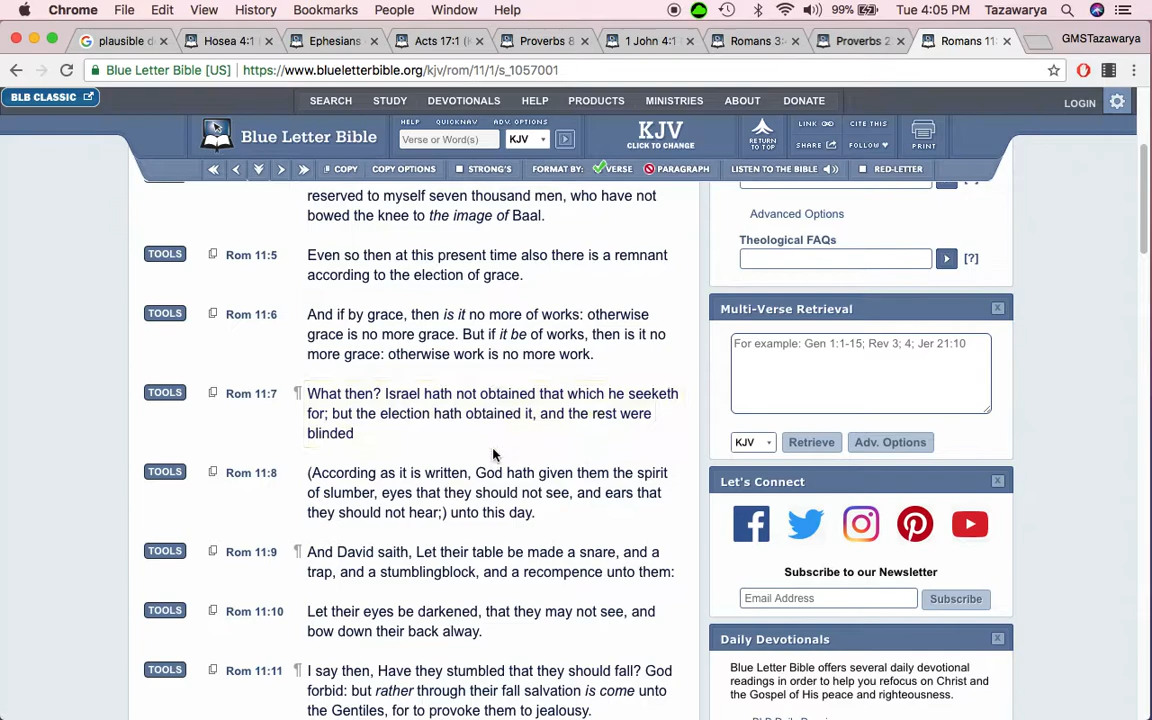 Chrome File Edit View History Bookmarks People Window Help 99% Tue 4:05 PM Tazawarya
plausible d Hosea 4:1 Ephesians Acts 17:1 Proverbs 8 1 John 4:1 Romans 3: Proverbs 2 Romans 11: GMSTazawarya
Blue Letter Bible [US] https://www.blueletterbible.org/kjv/rom/11/1/s_1057001
BLB CLASSIC SEARCH STUDY DEVOTIONALS HELP PRODUCTS MINISTRIES ABOUT DONATE LOGIN
HELP QUICKNAV ADV. OPTIONS
Blue Letter Bible Verse or Word(s) KJV
KJV
CLICK TO CHANGE
RETURN TO TOP
LINK CITE THIS
SHARE FOLLOW PRINT
COPY COPY OPTIONS STRONG'S FORMAT BY: VERSE PARAGRAPH LISTEN TO THE BIBLE RED-LETTER
reserved to myself seven thousand men, who have not
bowed the knee to the image of Baal.
TOOLS Rom 11:5 Even so then at this present time also there is a remnant
according to the election of grace.
TOOLS Rom 11:6 And if by grace, then is it no more of works: otherwise
grace is no more grace. But if it be of works, then is it no
more grace: otherwise work is no more work.
TOOLS Rom 11:7 ¶ What then? Israel hath not obtained that which he seeketh
for; but the election hath obtained it, and the rest were
blinded
TOOLS Rom 11:8 (According as it is written, God hath given them the spirit
of slumber, eyes that they should not see, and ears that
they should not hear;) unto this day.
TOOLS Rom 11:9 ¶ And David saith, Let their table be made a snare, and a
trap, and a stumblingblock, and a recompence unto them:
TOOLS Rom 11:10 Let their eyes be darkened, that they may not see, and
bow down their back alway.
TOOLS Rom 11:11 ¶ I say then, Have they stumbled that they should fall? God
forbid: but rather through their fall salvation is come unto
the Gentiles, for to provoke them to jealousy.
[?]
Advanced Options
Theological FAQs
[?]
Multi-Verse Retrieval
For example: Gen 1:1-15; Rev 3; 4; Jer 21:10
KJV Retrieve Adv. Options
Let's Connect
Subscribe to our Newsletter
Email Address Subscribe
Daily Devotionals
Blue Letter Bible offers several daily devotional
readings in order to help you refocus on Christ and
the Gospel of His peace and righteousness.